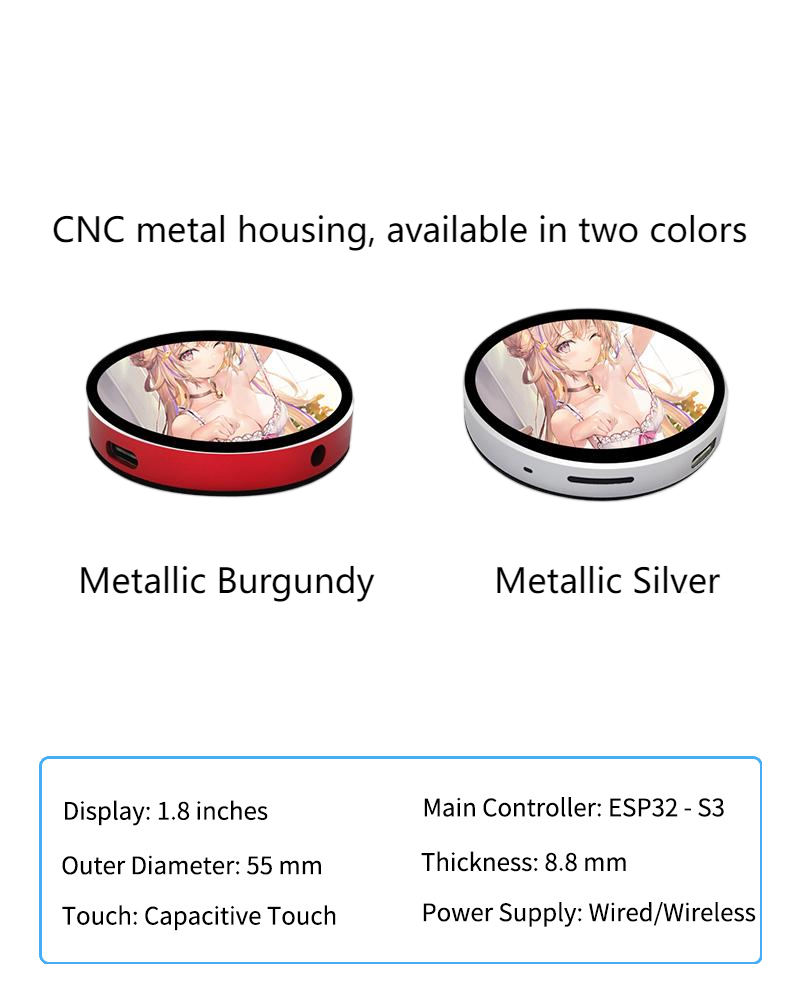 CNC metal housing, available in two colors
Metallic Burgundy
Metallic Silver
Display: 1.8 inches
Main Controller: ESP32 - S3
Outer Diameter: 55 mm
Thickness: 8.8 mm
Touch: Capacitive Touch
Power Supply: Wired/Wireless